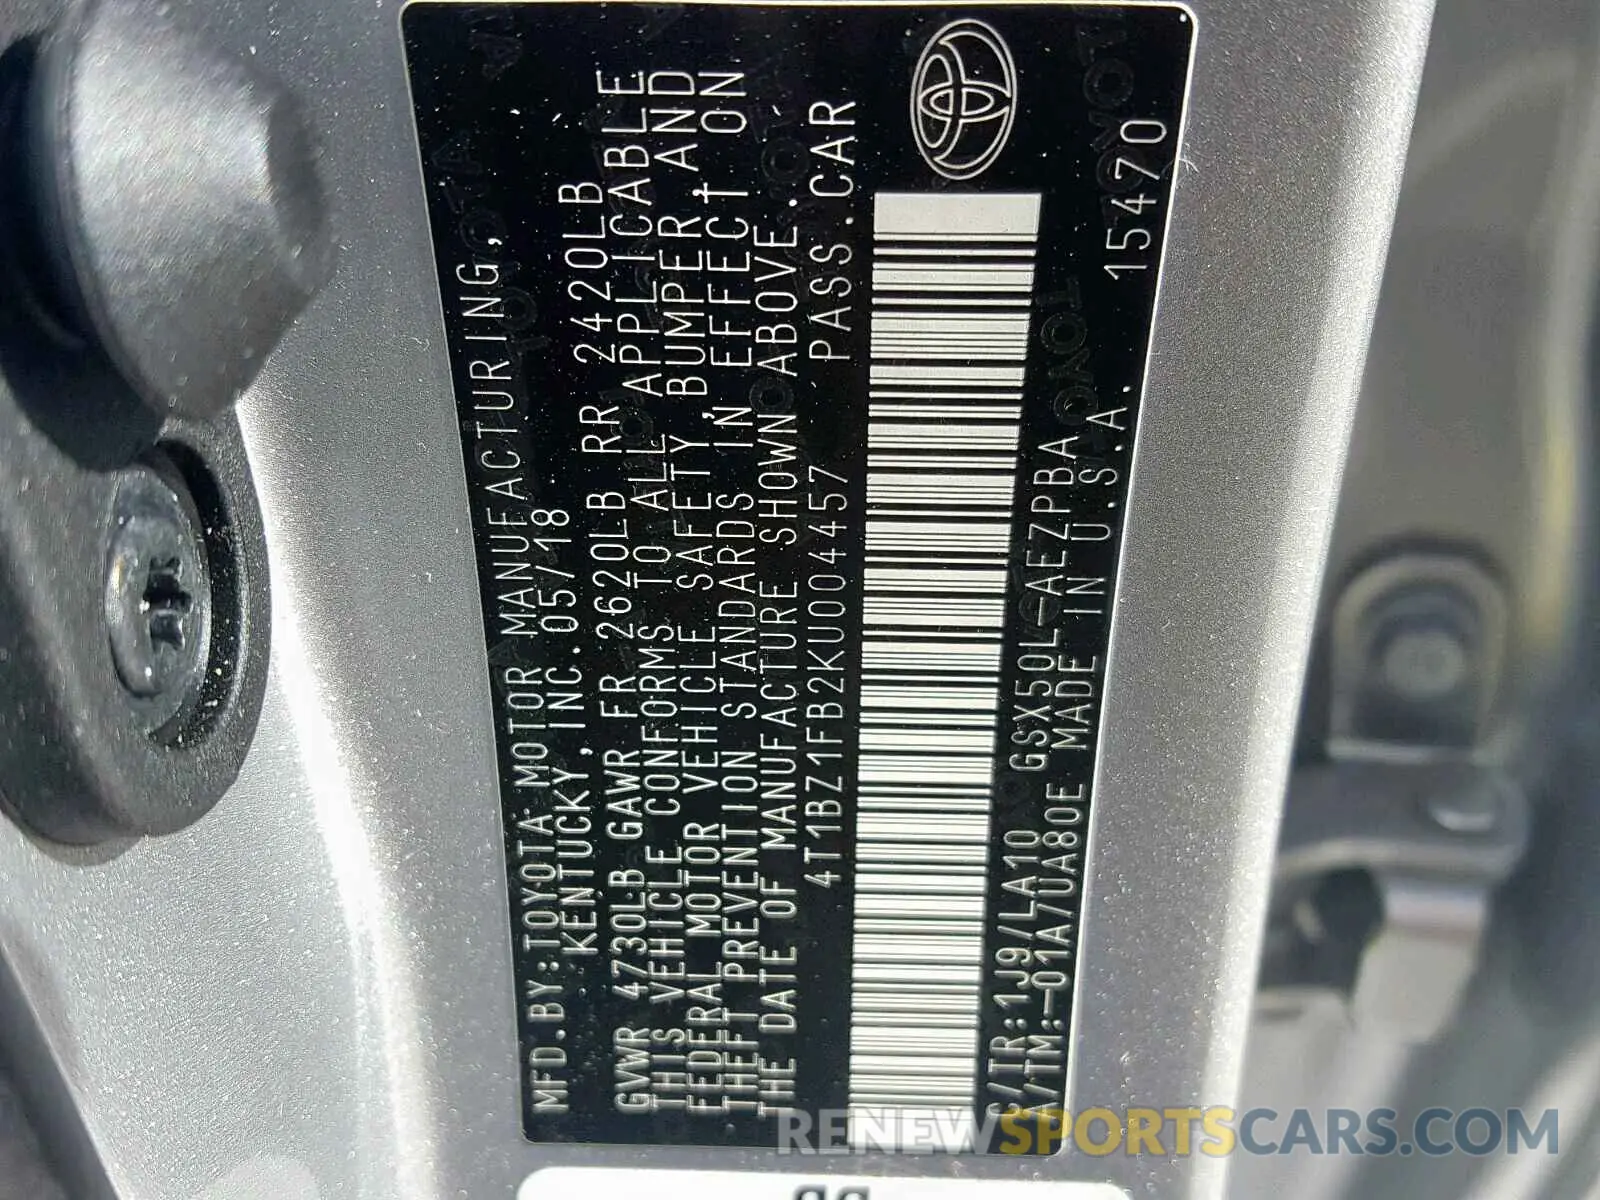 MFD.BY:TOYOTA MOTOR MANUFACTURING,
KENTUCKY,INC. 05/18
GVWR 4730LB GAWR FR 2620LB RR 2420LB
THIS VEHICLE CONFORMS TO ALL APPLICABLE
FEDERAL MOTOR VEHICLE SAFETY, BUMPER, AND
THEFT PREVENTION STANDARDS IN EFFECT ON
THE DATE OF MANUFACTURE SHOWN ABOVE.
4T1BZ1FB2KU004457 PASS.CAR
C/TR:1J9/LA10 GSX50L-AEZPBA
A/TM:-01A/UA80E MADE IN U.S.A. 15470
RENEWSPORTSCARS.COM